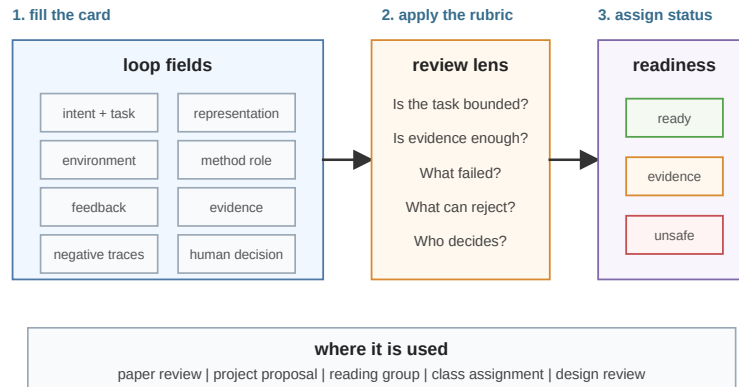 1. fill the card
2. apply the rubric
3. assign status
loop fields
intent + task
representation
environment
method role
feedback
evidence
negative traces
human decision
review lens
Is the task bounded?
Is evidence enough?
What failed?
What can reject?
Who decides?
readiness
ready
evidence
unsafe
where it is used
paper review | project proposal | reading group | class assignment | design review